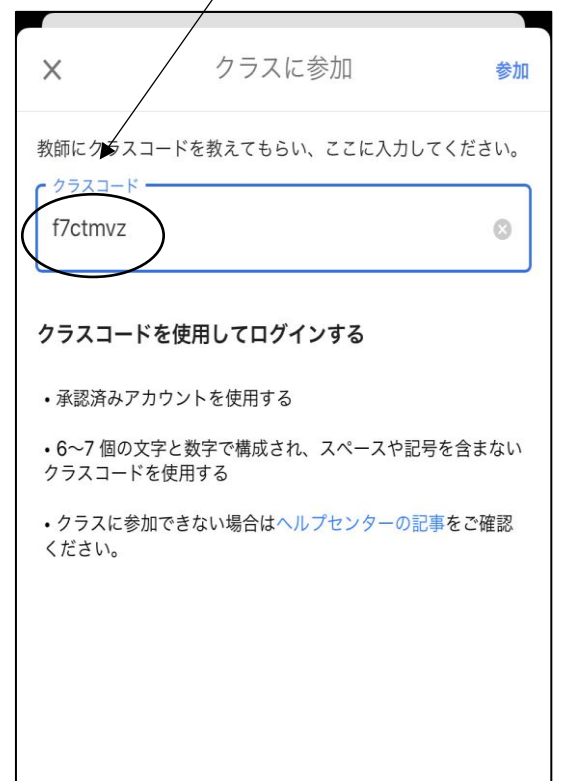 クラスに参加
参加
教師にクラスコードを教えてもらい、ここに入力してください。
クラスコード
f7ctmvz
クラスコードを使用してログインする
• 承認済みアカウントを使用する
• 6〜7 個の文字と数字で構成され、スペースや記号を含まない
クラスコードを使用する
• クラスに参加できない場合はヘルプセンターの記事をご確認
ください。